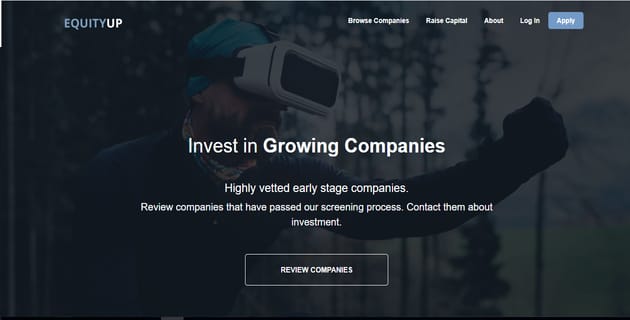 EQUITYUP
Browse Companies
Raise Capital
About
Log In
Apply
Invest in Growing Companies
Highly vetted early stage companies.
Review companies that have passed our screening process. Contact them about
investment.
REVIEW COMPANIES